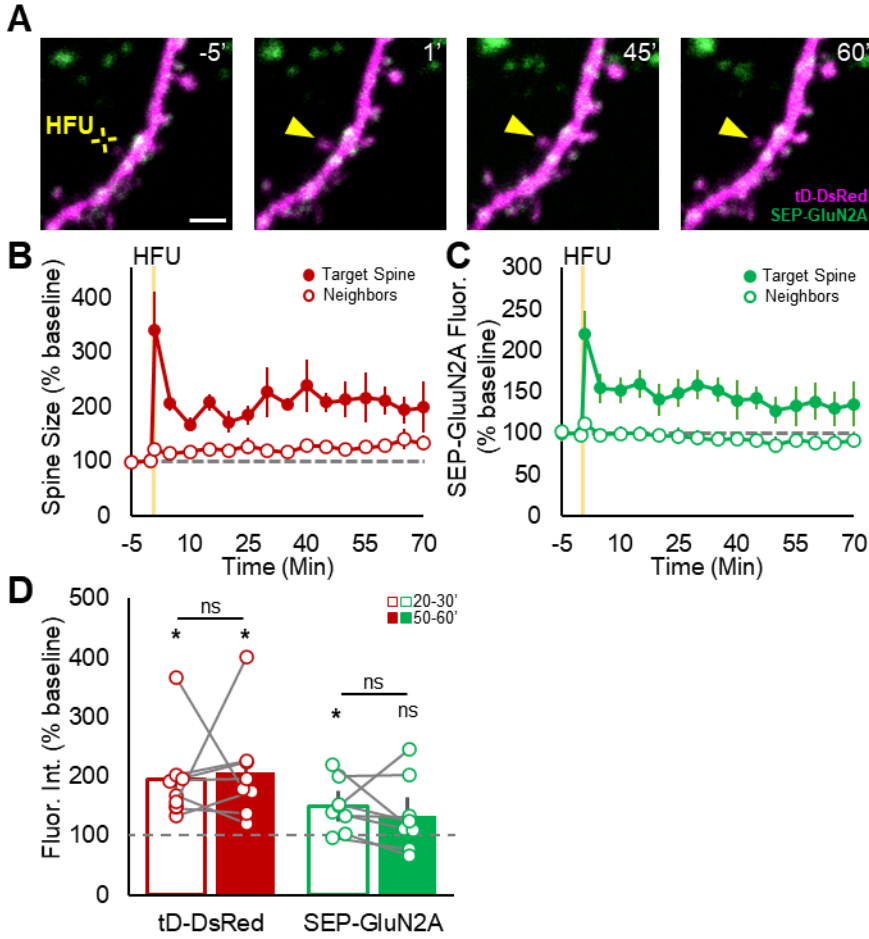 A
-5’
1’
45’
60’
HFU
tD-DsRed
SEP-GluN2A
B
HFU
Target Spine
Neighbors
Spine Size (% baseline)
400
300
200
100
0
-5
10
25
40
55
70
Time (Min)
C
HFU
Target Spine
Neighbors
SEP-GluuN2A Fluor.
(% baseline)
300
250
200
150
100
50
0
-5
10
25
40
55
70
Time (Min)
D
20-30’
50-60’
Fluor. Int. (% baseline)
500
400
300
200
100
0
ns
*
*
ns
*
ns
tD-DsRed
SEP-GluN2A